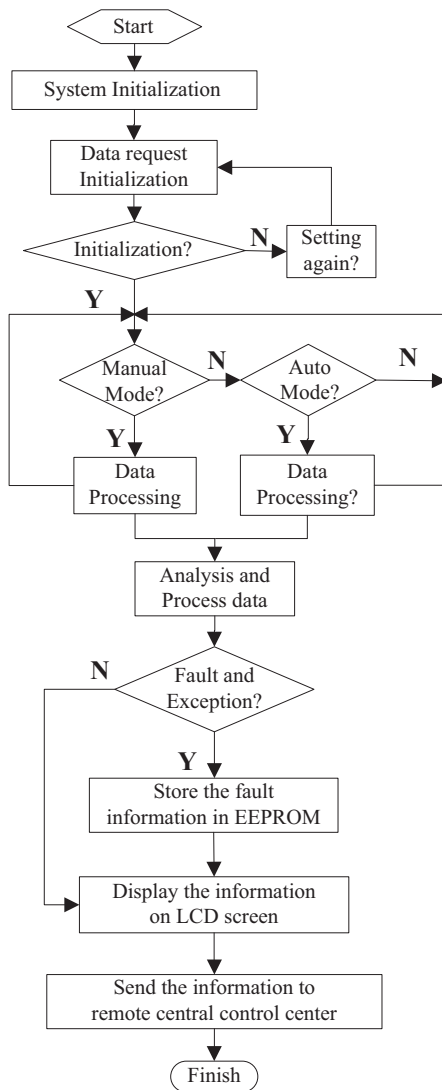 Start
System Initialization
Data request
Initialization
Initialization?
N
Setting
again?
Y
Manual
Mode?
N
Auto
Mode?
N
Y
Y
Data
Processing
Data
Processing?
Analysis and
Process data
N
Fault and
Exception?
Y
Store the fault
information in EEPROM
Display the information
on LCD screen
Send the information to
remote central control center
Finish